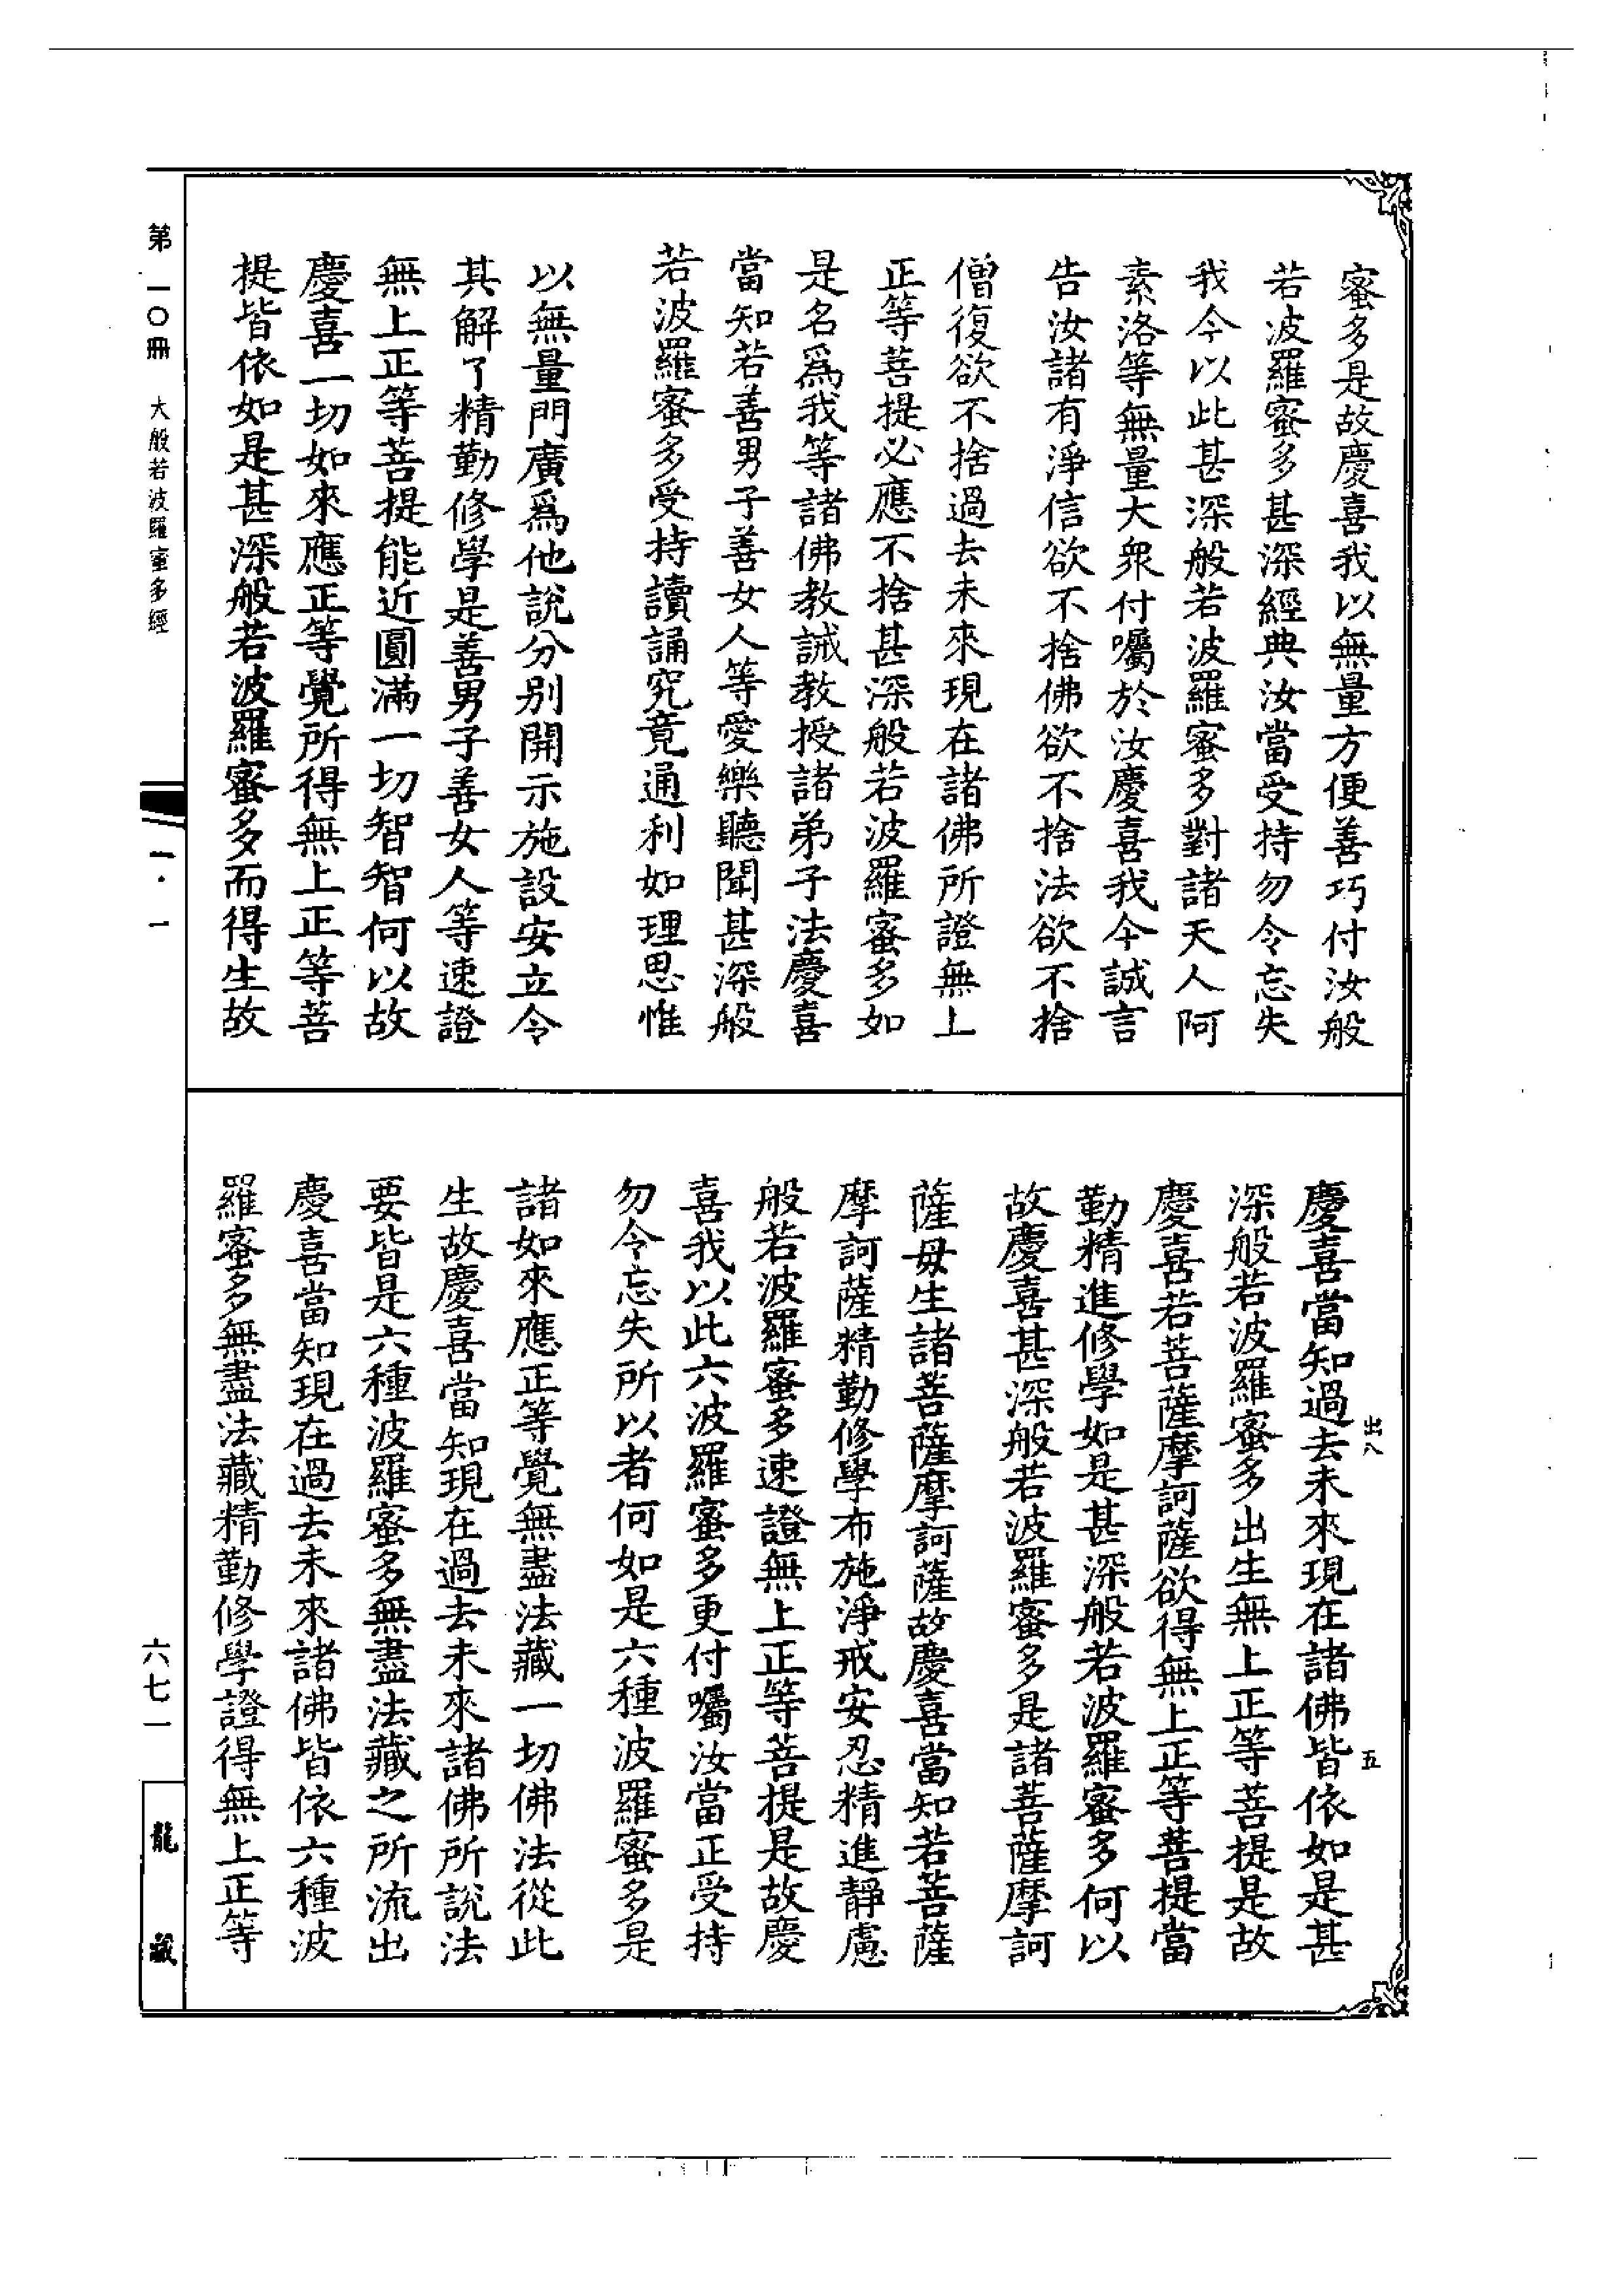 蜜多是故慶喜我以無量方便善巧付汝般
若波羅蜜多甚深經典汝當受持勿令忘失
我今以此甚深般若波羅蜜多對諸天人阿
素洛等無量大衆付囑於汝慶喜我今誠言
告汝諸有淨信欲不捨佛欲不捨法欲不捨
僧復欲不捨過去未來現在諸佛所證無上
正等菩提必應不捨甚深般若波羅蜜多如
是名爲我等諸佛教誡教授諸弟子法慶喜
當知若善男子善女人等愛樂聽聞甚深般
若波羅蜜多受持讀誦究竟通利如理思惟
以無量門廣爲他說分別開示施設安立令
其解了精勤修學是善男子善女人等速證
無上正等菩提能近圓滿一切智智何以故
慶喜一切如來應正等覺所得無上正等菩
提皆依如是甚深般若波羅蜜多而得生故
慶喜當知過去未來現在諸佛皆依如是甚
深般若波羅蜜多出生無上正等菩提是故
慶喜若菩薩摩訶薩欲得無上正等菩提當
勤精進修學如是甚深般若波羅蜜多何以
故慶喜甚深般若波羅蜜多是諸菩薩摩訶
薩母生諸菩薩摩訶薩故慶喜當知若菩薩
摩訶薩精勤修學布施淨戒安忍精進靜慮
般若波羅蜜多速證無上正等菩提是故慶
喜我以此六波羅蜜多更付囑汝當正受持
勿令忘失所以者何如是六種波羅蜜多是
諸如來應正等覺無盡法藏一切佛法從此
生故慶喜當知現在過去未來諸佛所說法
要皆是六種波羅蜜多無盡法藏之所流出
慶喜當知現在過去未來諸佛皆依六種波
羅蜜多無盡法藏精勤修學證得無上正等
出八 五
第一〇冊 大般若波羅蜜多經
一·一
六七一
龍藏